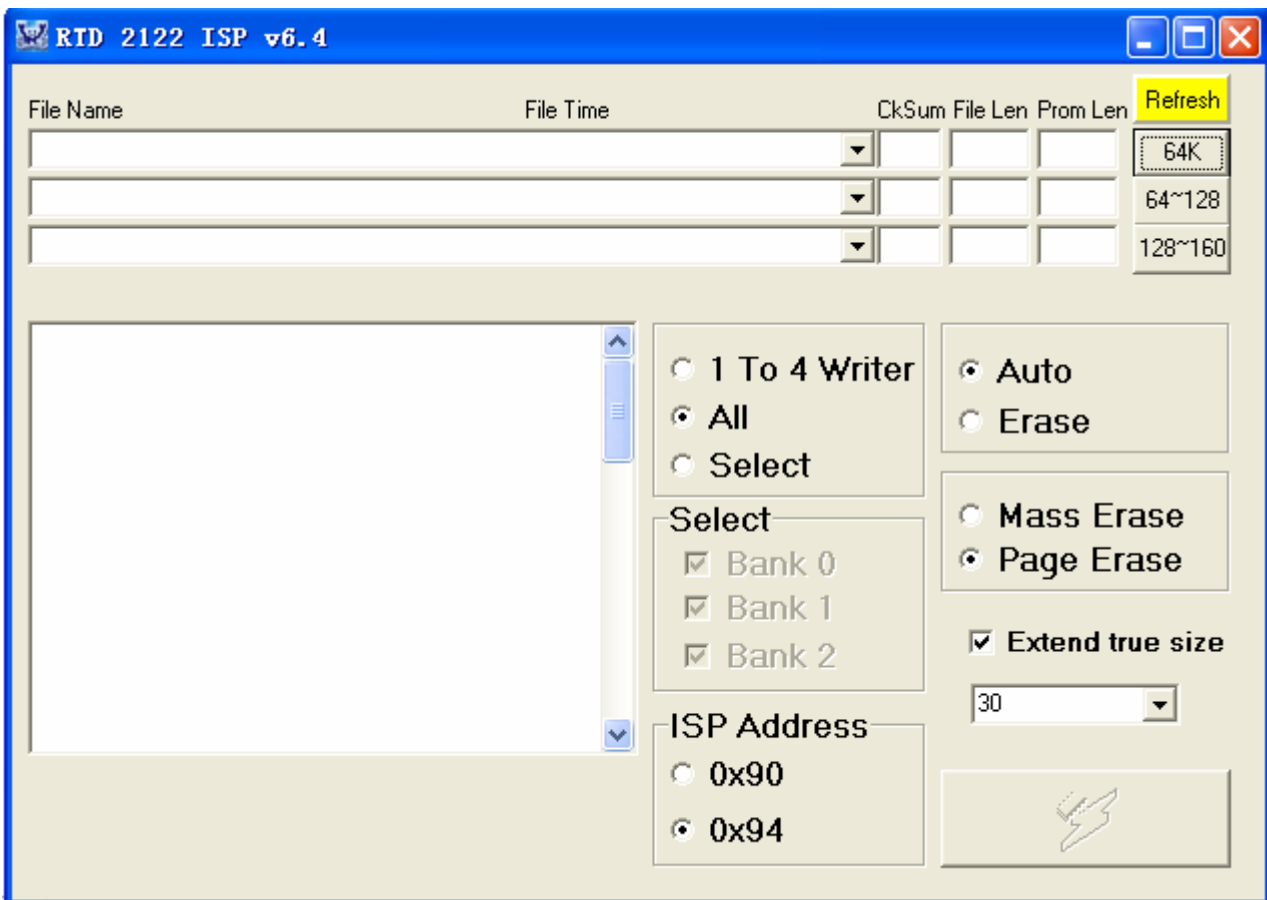 RTD 2122 ISP v6.4
File Name File Time CkSum File Len Prom Len Refresh
64K
64~128
128~160
1 To 4 Writer
All
Select
Auto
Erase
Select
Bank 0
Bank 1
Bank 2
Mass Erase
Page Erase
Extend true size
30
ISP Address
0x90
0x94